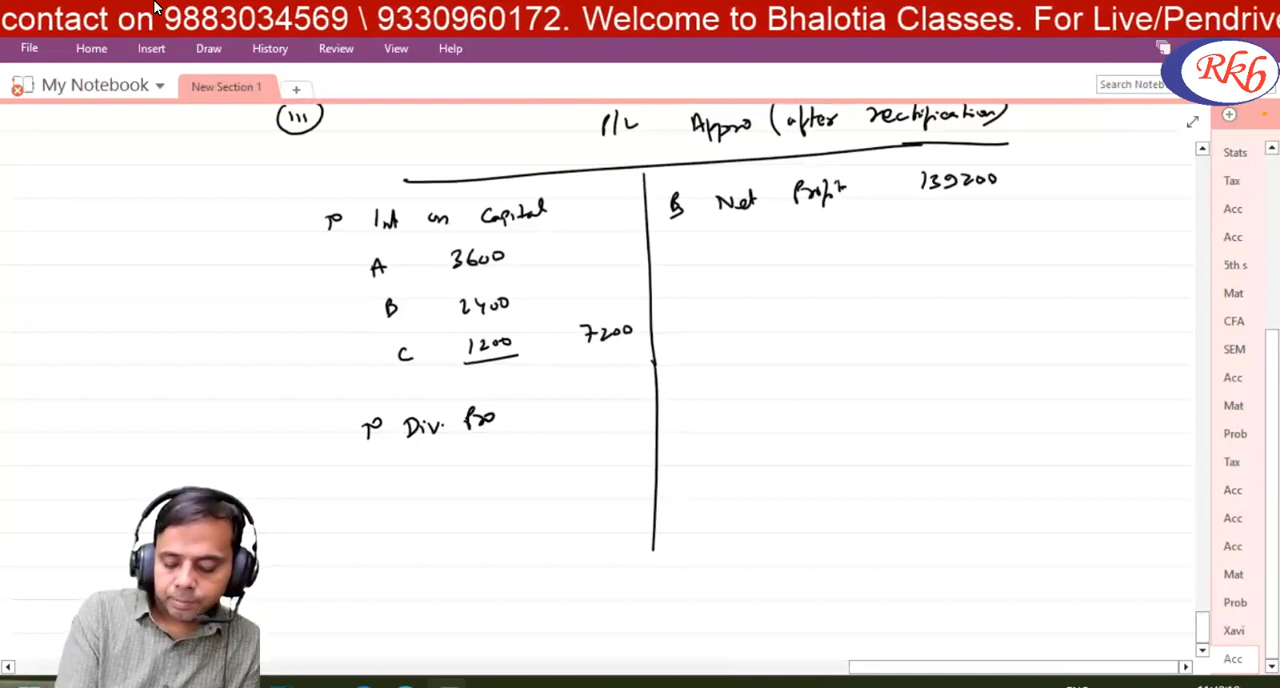 contact on 9883034569 \ 9330960172. Welcome to Bhalotia Classes. For Live/Pendrive
File Home Insert Draw History Review View Help
Rkb
My Notebook New Section 1 + Search Noteb
III P/L Appro (after rectification)
To Int on Capital
A 3600
B 2400
C 1200 7200
To Div. Pro
By Net Profit 139200
Stats
Tax
Acc
Acc
5th s
Mat
CFA
SEM
Acc
Mat
Prob
Tax
Acc
Acc
Acc
Mat
Prob
Xavi
Acc